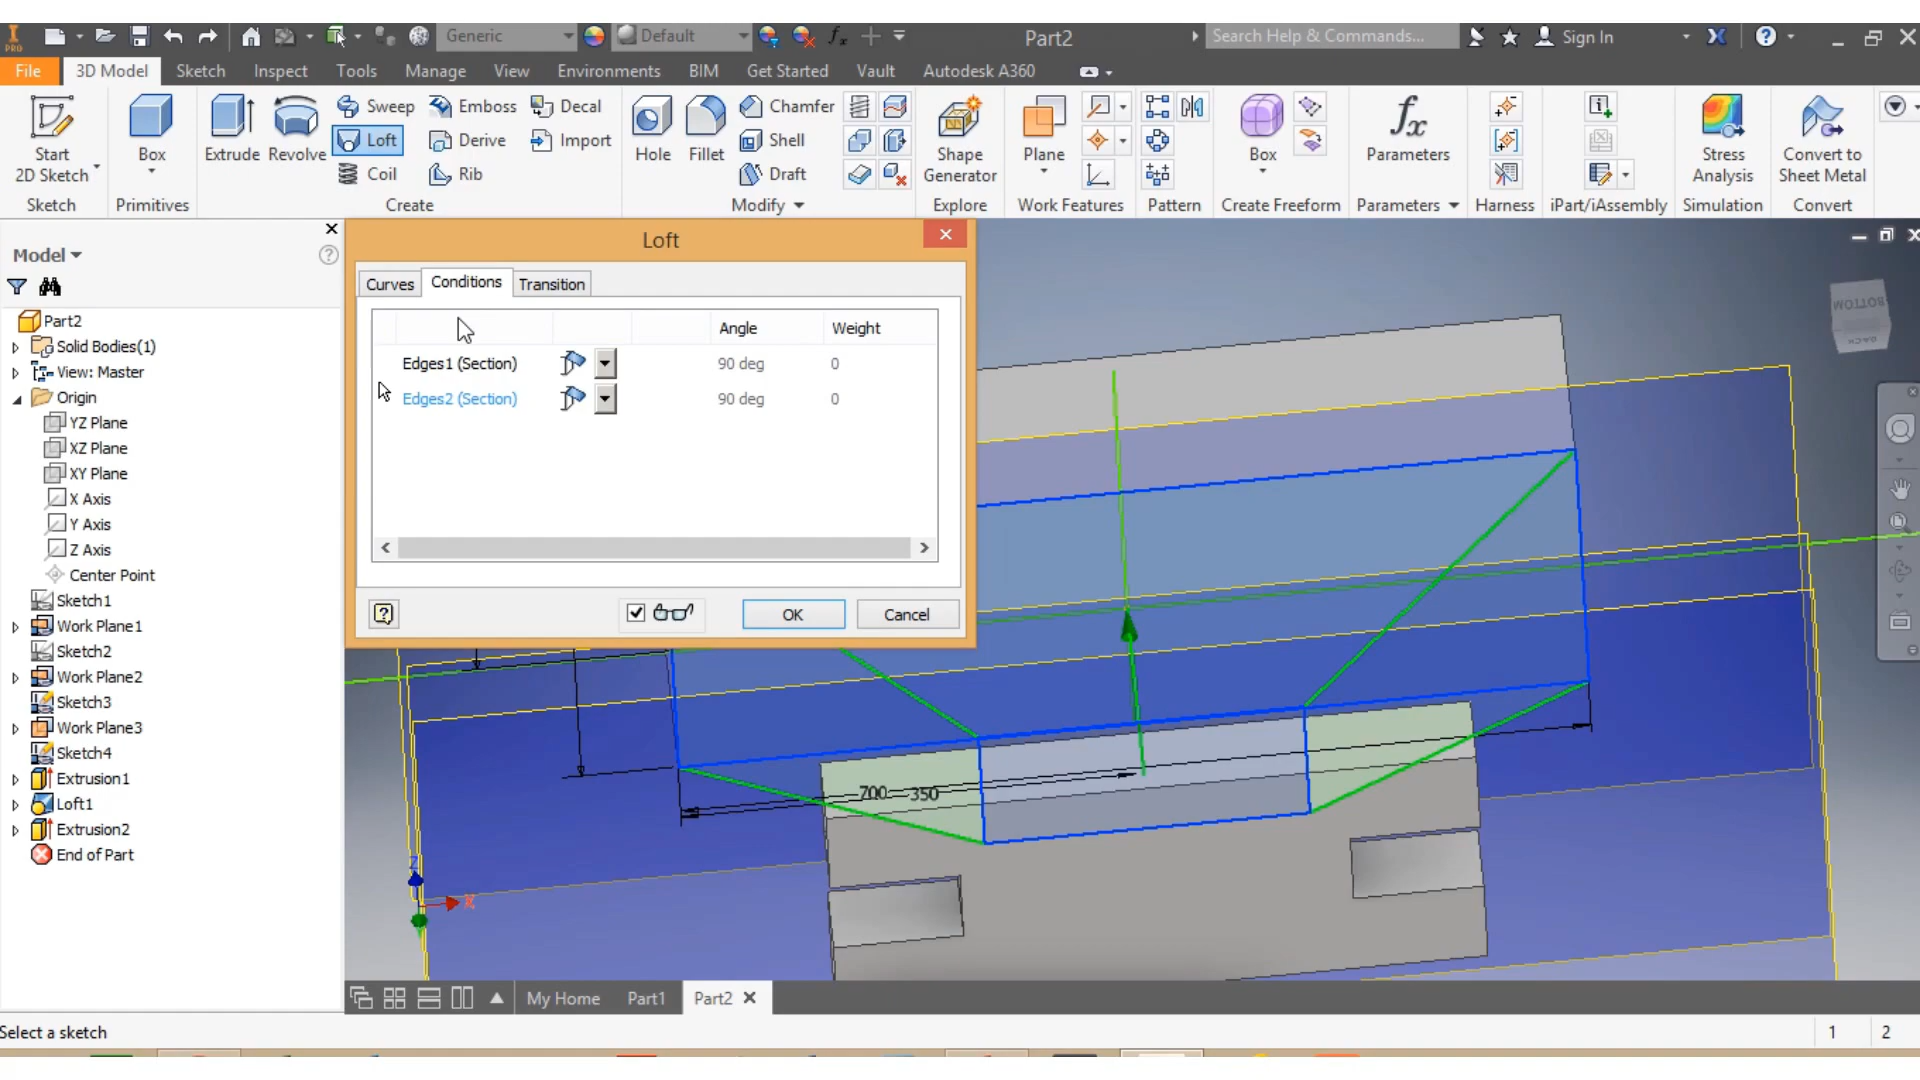 PRO
Generic
Default
Part2
Search Help & Commands...
Sign In
File
3D Model
Sketch
Inspect
Tools
Manage
View
Environments
BIM
Get Started
Vault
Autodesk A360
Start
2D Sketch
Box
Extrude
Revolve
Sweep
Loft
Coil
Emboss
Derive
Rib
Decal
Import
Hole
Fillet
Chamfer
Shell
Draft
Shape
Generator
Plane
Box
fx
Parameters
Stress
Analysis
Convert to
Sheet Metal
Sketch
Primitives
Create
Modify
Explore
Work Features
Pattern
Create Freeform
Parameters
Harness
iPart/iAssembly
Simulation
Convert
Model
Part2
Solid Bodies(1)
View: Master
Origin
YZ Plane
XZ Plane
XY Plane
X Axis
Y Axis
Z Axis
Center Point
Sketch1
Work Plane1
Sketch2
Work Plane2
Sketch3
Work Plane3
Sketch4
Extrusion1
Loft1
Extrusion2
End of Part
Loft
Curves
Conditions
Transition
Angle
Weight
Edges1 (Section)
90 deg
0
Edges2 (Section)
90 deg
0
OK
Cancel
BOTTOM
BACK
700
350
Z
X
My Home
Part1
Part2
Select a sketch
1
2